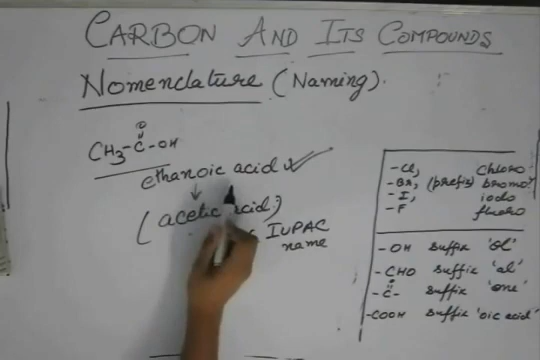 CARBON AND ITS COMPOUNDS
Nomenclature (Naming).
O
CH3-C-OH
ethanoic acid
(acetic acid)
IUPAC
name
-Cl, Chloro
-Br, (prefix) bromo
-I, iodo
-F fluoro
-OH suffix 'ol'
-CHO suffix 'al'
O
-C- suffix 'one'
-COOH suffix 'oic acid'